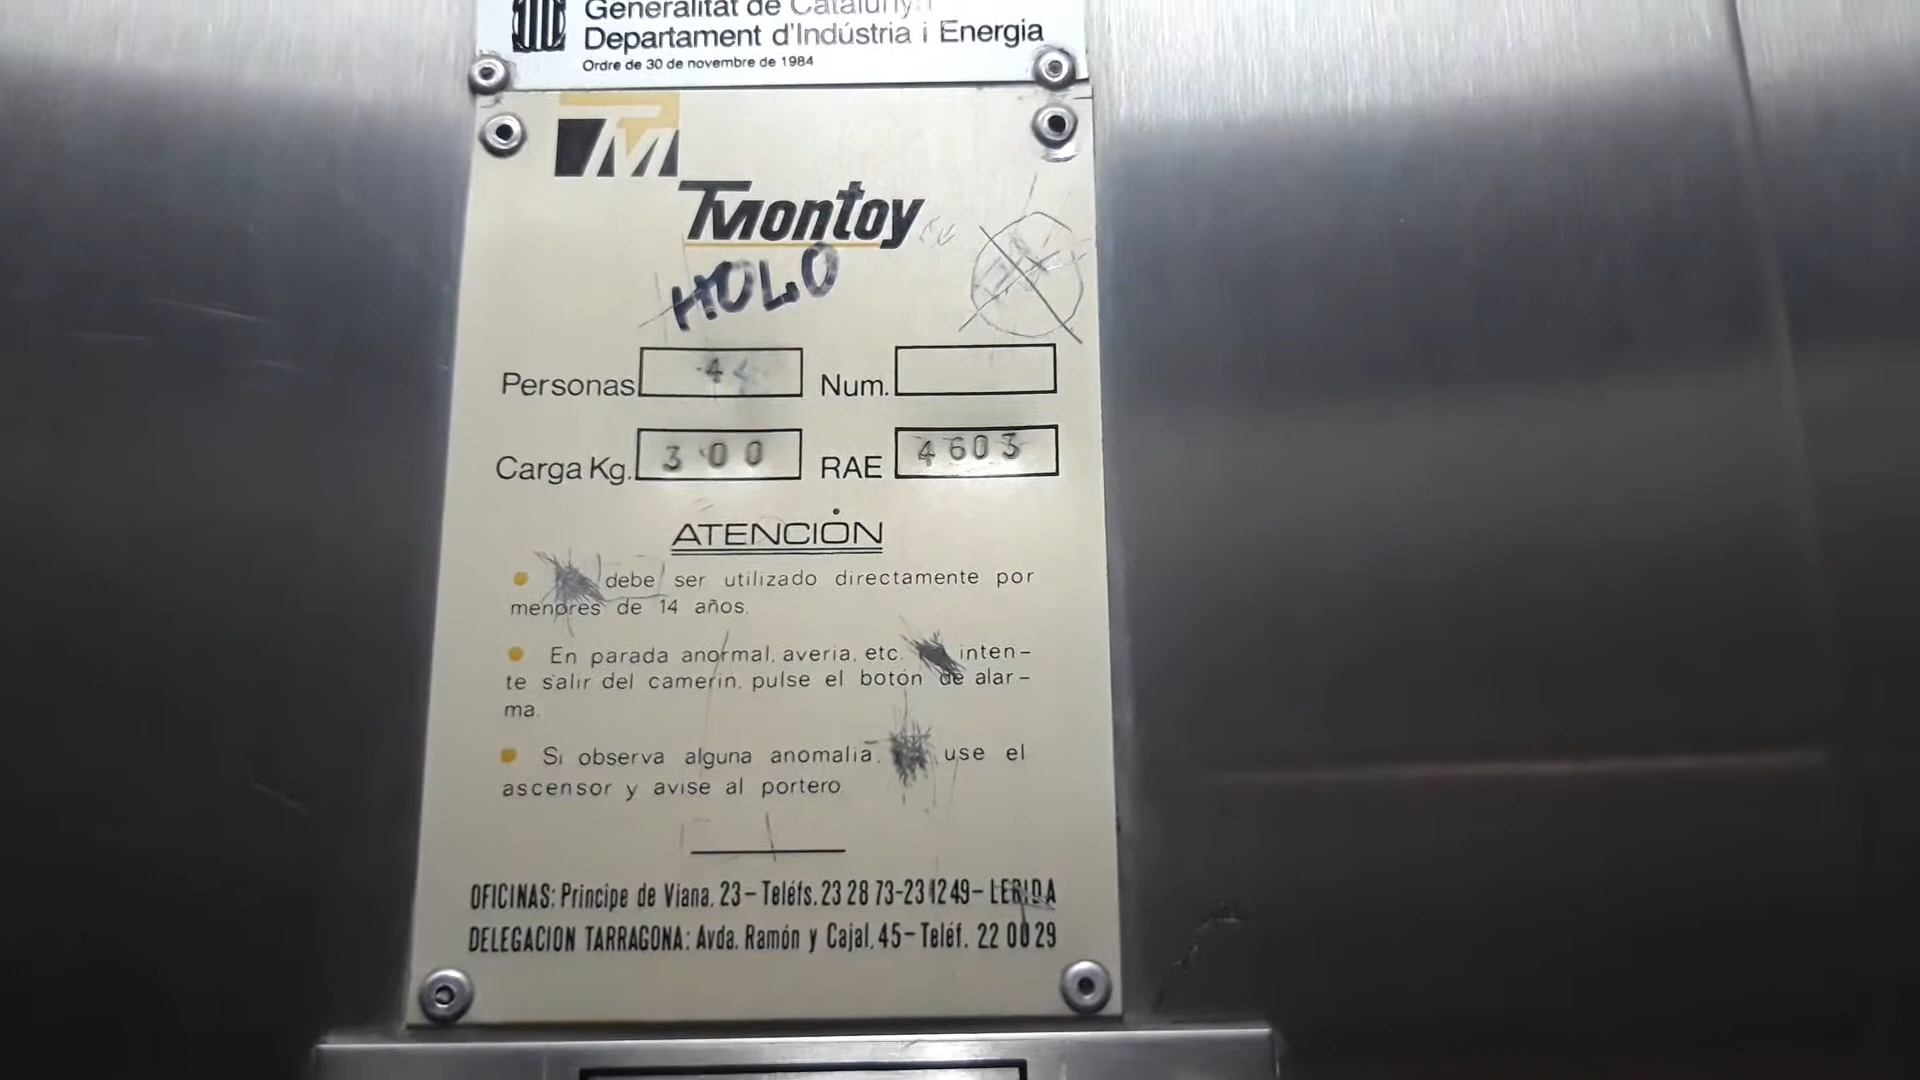 Generalitat de Catalunya
Departament d'Indústria i Energia
Ordre de 30 de novembre de 1984
TM
Montoy
HOLO
Personas 4 Num.
Carga Kg. 300 RAE 4603
ATENCIÓN
debe ser utilizado directamente por
menores de 14 años.
En parada anormal, averia, etc. inten-
te salir del camerin, pulse el botón de alar-
ma.
Si observa alguna anomalia, use el
ascensor y avise al portero.
OFICINAS: Principe de Viana, 23 - Teléfs. 23 28 73 - 23 12 49 - LERIDA
DELEGACION TARRAGONA: Avda. Ramón y Cajal, 45 - Teléf. 22 00 29